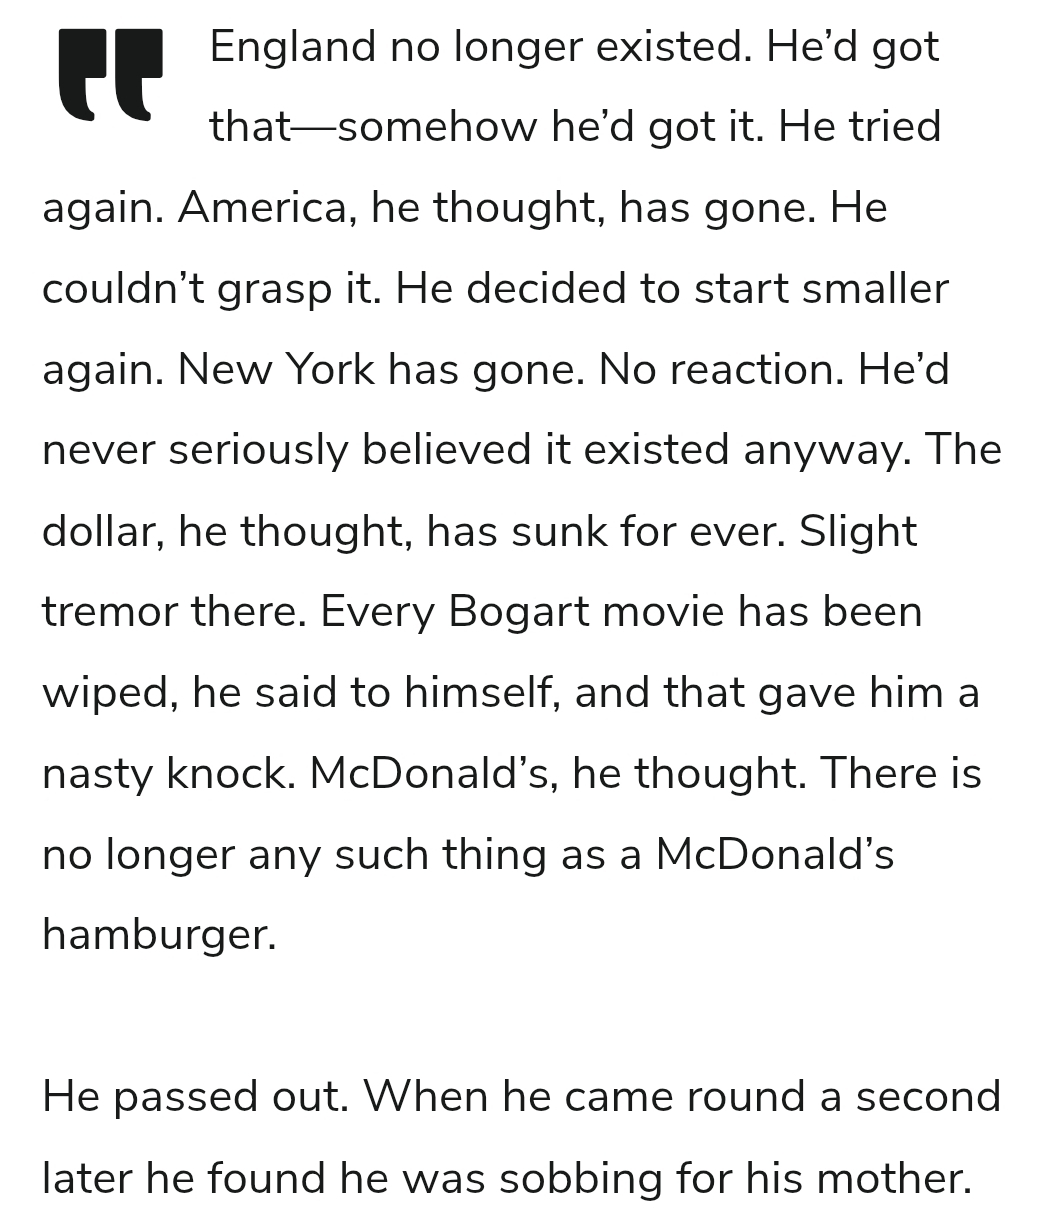 " England no longer existed. He’d got
that—somehow he’d got it. He tried
again. America, he thought, has gone. He
couldn’t grasp it. He decided to start smaller
again. New York has gone. No reaction. He’d
never seriously believed it existed anyway. The
dollar, he thought, has sunk for ever. Slight
tremor there. Every Bogart movie has been
wiped, he said to himself, and that gave him a
nasty knock. McDonald’s, he thought. There is
no longer any such thing as a McDonald’s
hamburger.
He passed out. When he came round a second
later he found he was sobbing for his mother.